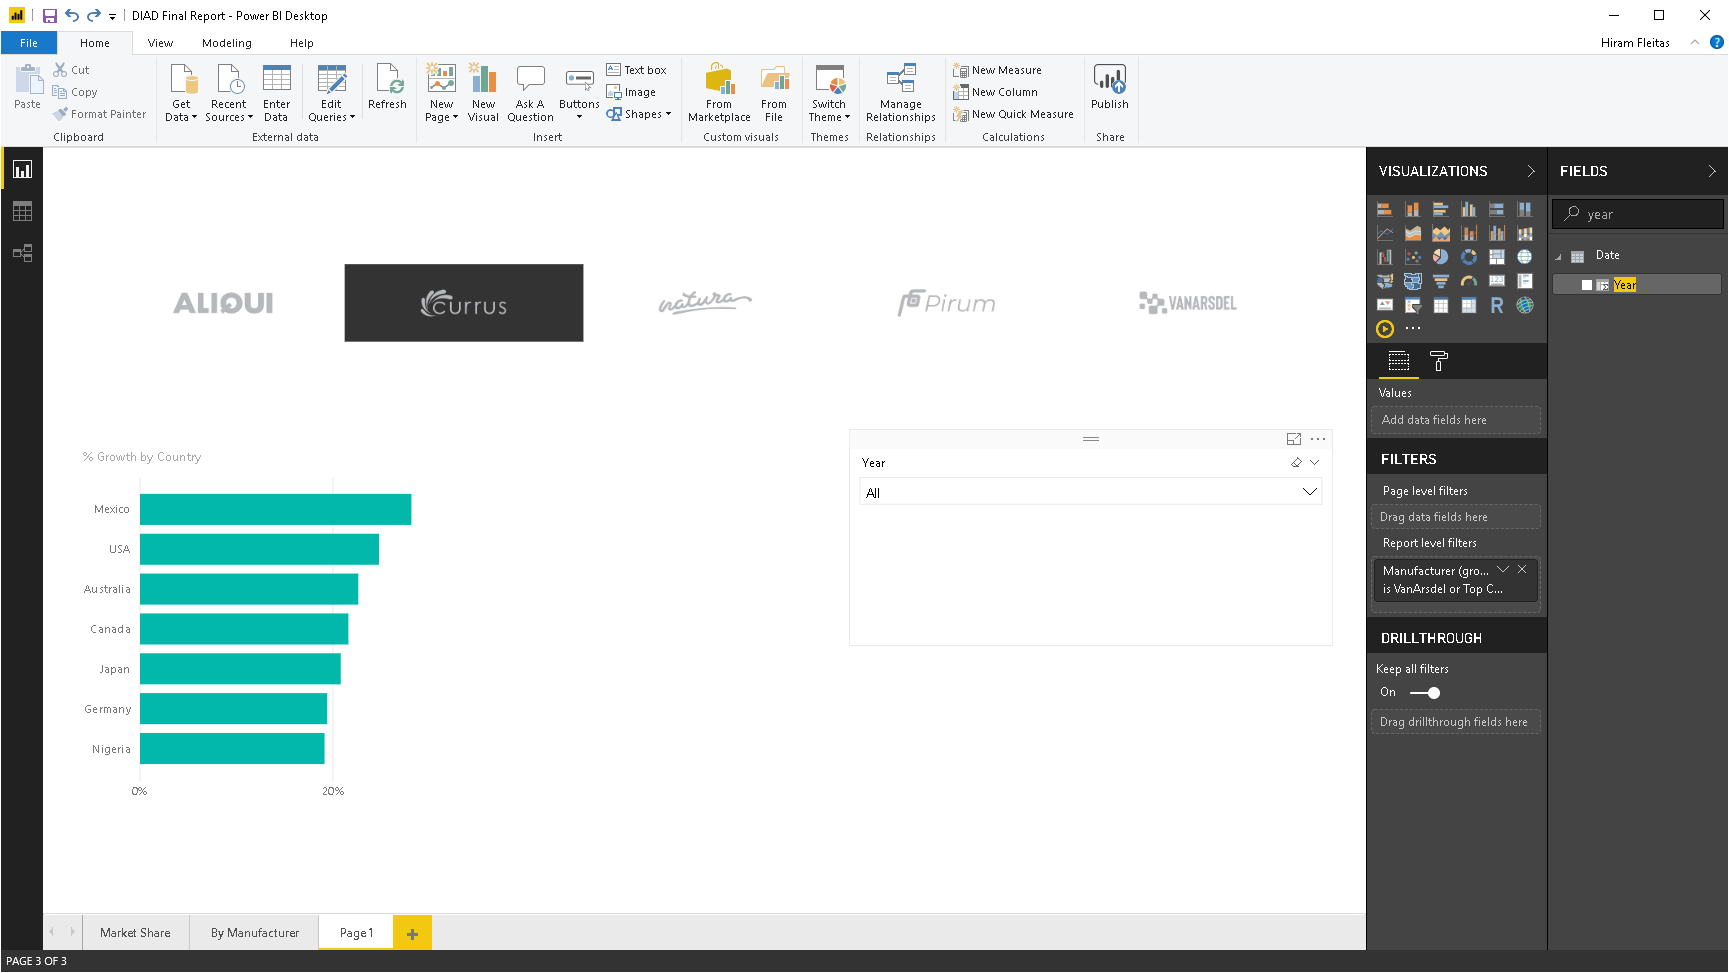 DIAD Final Report - Power BI Desktop
File Home View Modeling Help Hiram Fleitas ?
Paste
Cut
Copy
Format Painter
Clipboard
Get Data
Recent Sources
Enter Data
Edit Queries
Refresh
External data
New Page
New Visual
Ask A Question
Buttons
Text box
Image
Shapes
Insert
From Marketplace
From File
Custom visuals
Switch Theme
Themes
Manage Relationships
Relationships
New Measure
New Column
New Quick Measure
Calculations
Publish
Share
ALIQUI
currus
natura
Pirum
VANARSDEL
% Growth by Country
Mexico
USA
Australia
Canada
Japan
Germany
Nigeria
0% 20%
Year
All
VISUALIZATIONS
R
Values
Add data fields here
FILTERS
Page level filters
Drag data fields here
Report level filters
Manufacturer (gro...
is VanArsdel or Top C...
DRILLTHROUGH
Keep all filters
On
Drag drillthrough fields here
FIELDS
year
Date
Year
Market Share By Manufacturer Page 1 +
PAGE 3 OF 3